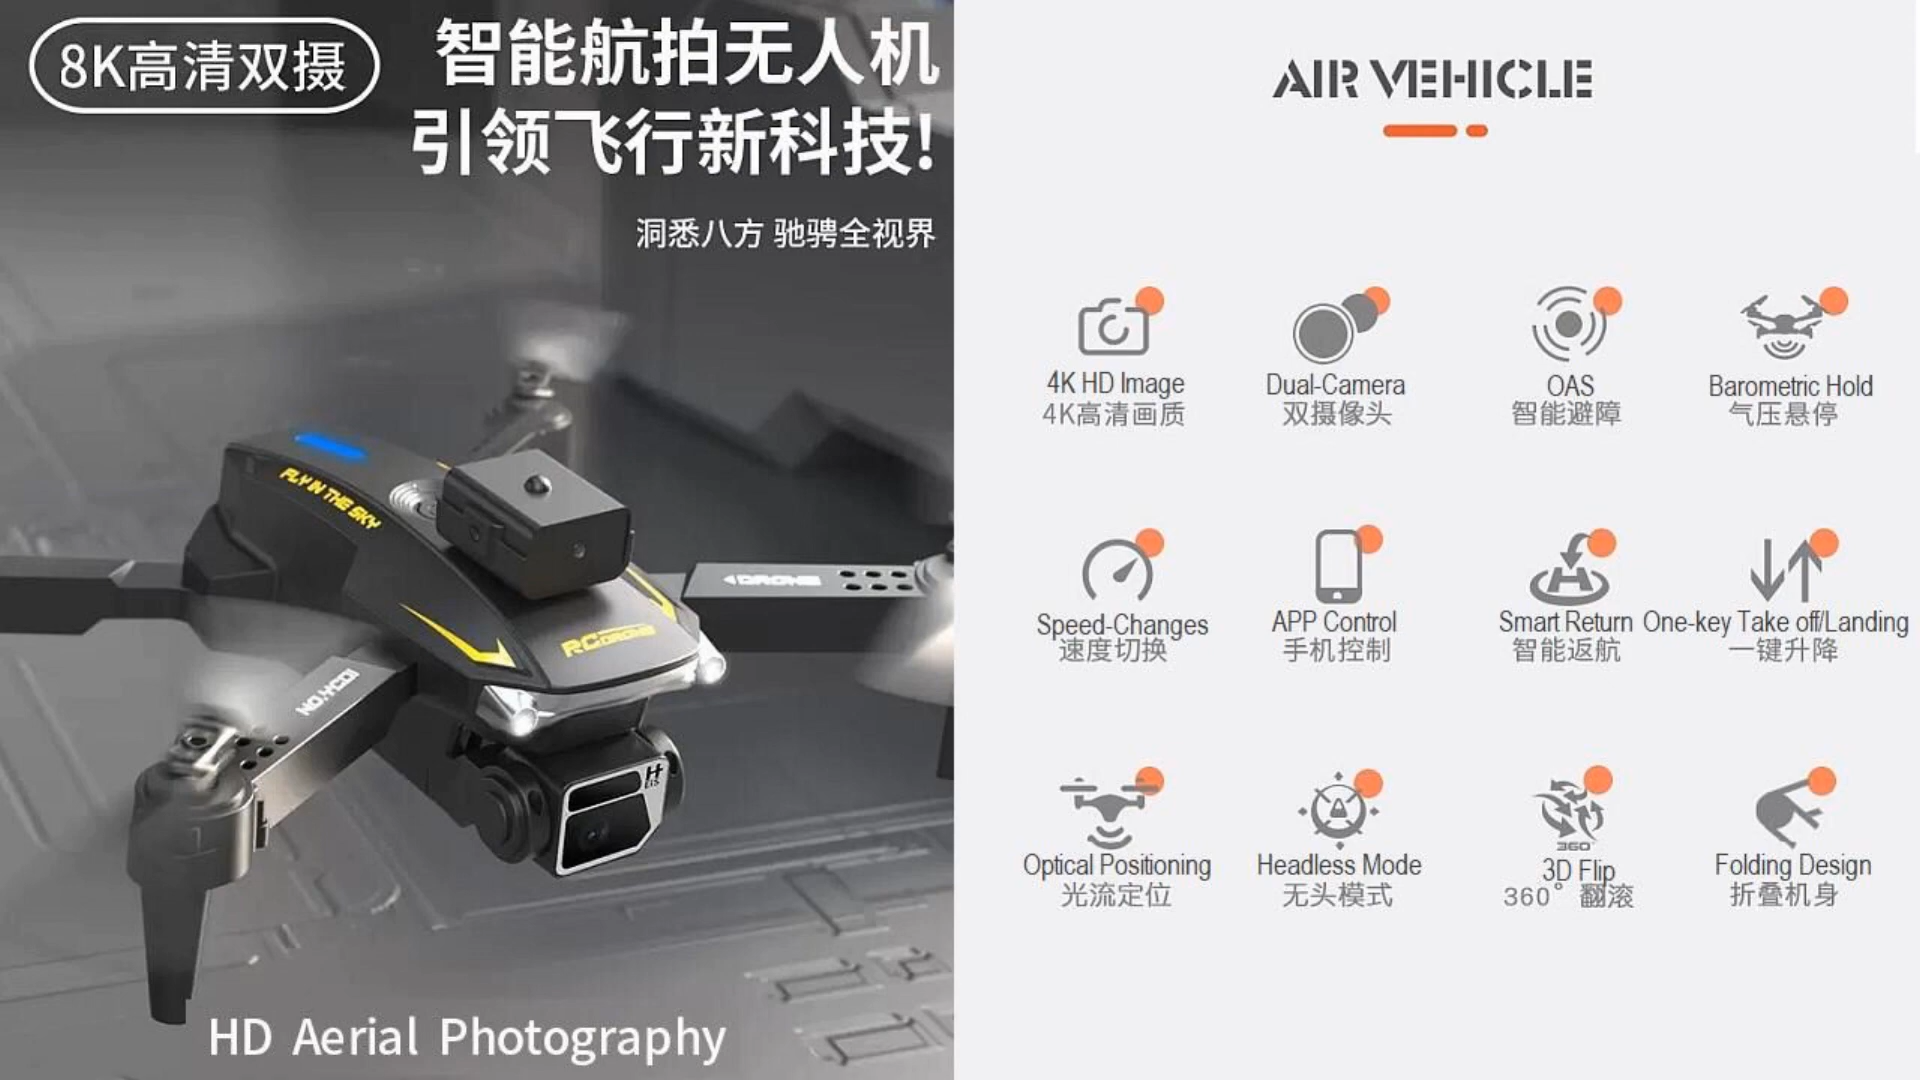 8K高清双摄
智能航拍无人机
引领飞行新科技!
洞悉八方 驰骋全视界
FLY IN THE SKY
DRONE
RC DRONE
NO.YCDI
H
EIS
HD Aerial Photography
AIR VEHICLE
4K HD Image
4K高清画质
Dual-Camera
双摄像头
OAS
智能避障
Barometric Hold
气压悬停
Speed-Changes
速度切换
APP Control
手机控制
Smart Return
智能返航
One-key Take off/Landing
一键升降
Optical Positioning
光流定位
Headless Mode
无头模式
360°
3D Flip
360°翻滚
Folding Design
折叠机身